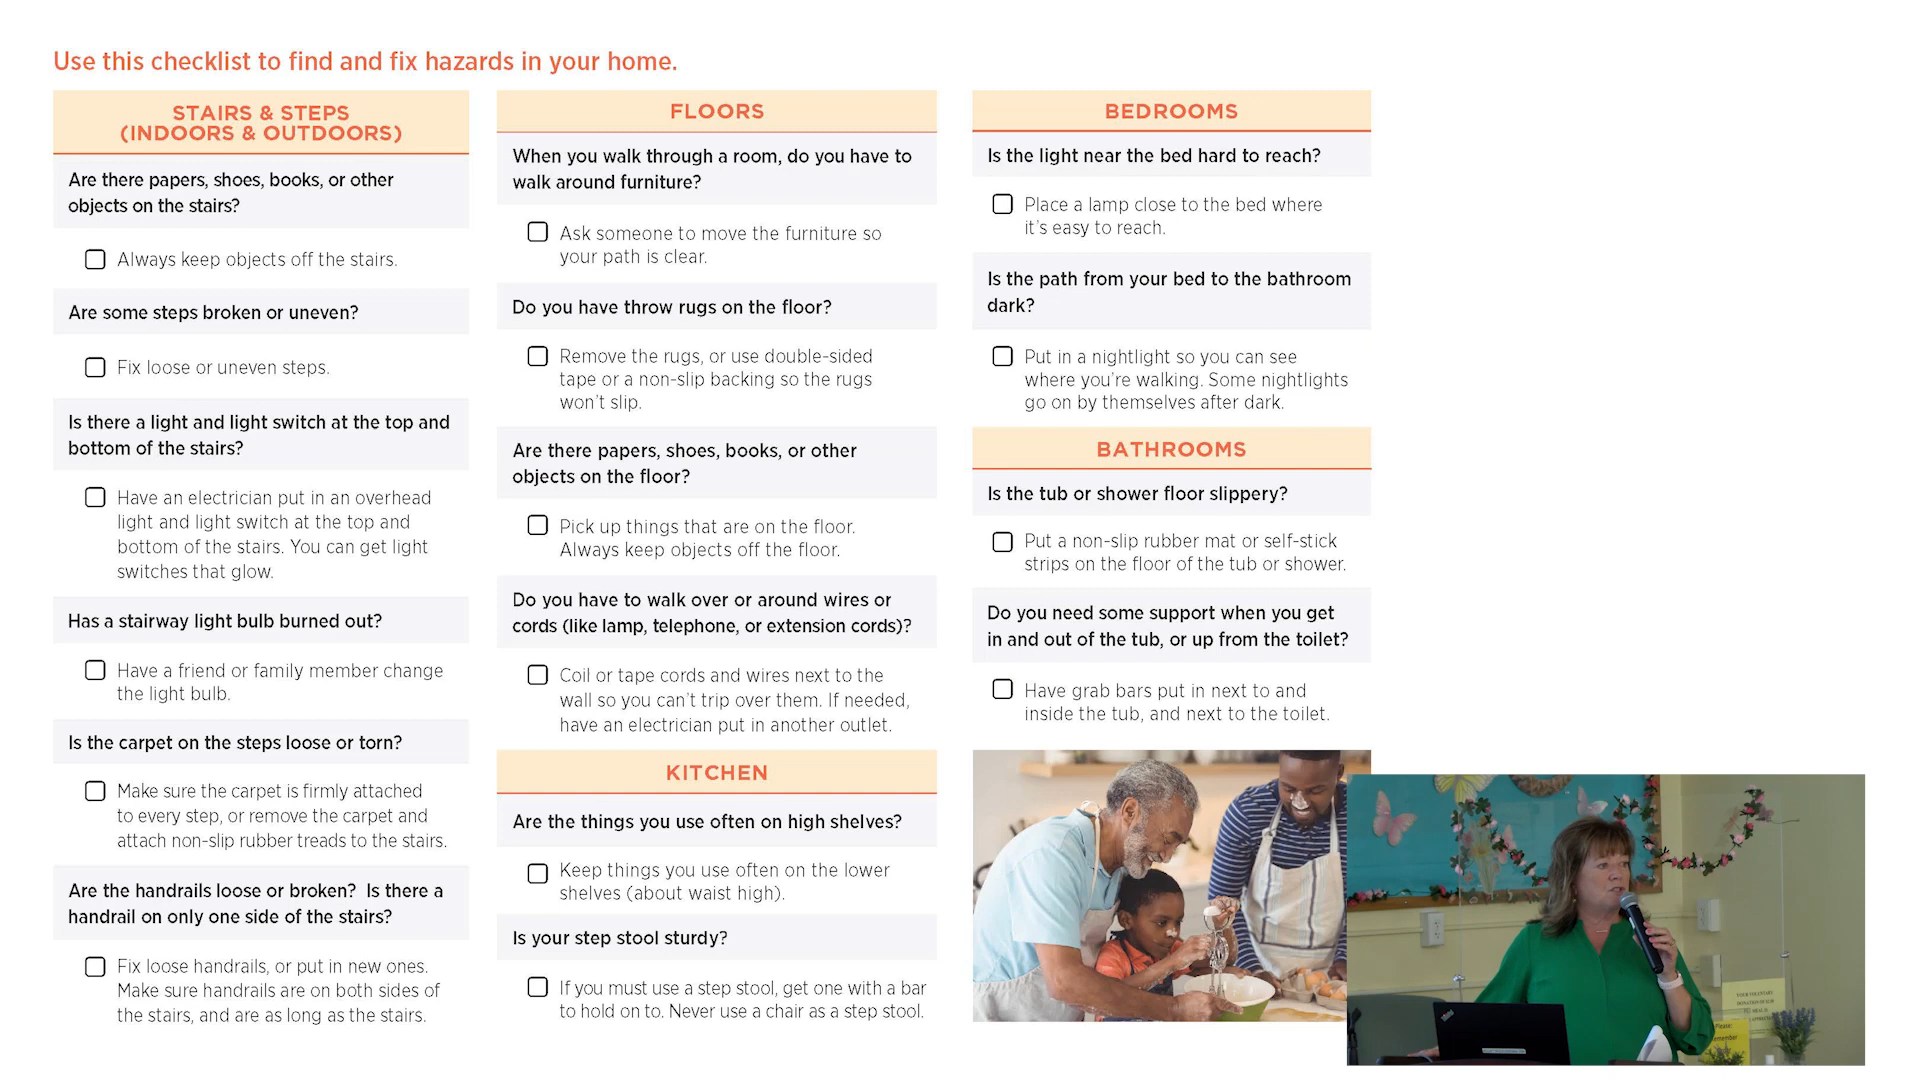 Use this checklist to find and fix hazards in your home.
STAIRS & STEPS
(INDOORS & OUTDOORS)
Are there papers, shoes, books, or other
objects on the stairs?
Always keep objects off the stairs.
Are some steps broken or uneven?
Fix loose or uneven steps.
Is there a light and light switch at the top and
bottom of the stairs?
Have an electrician put in an overhead
light and light switch at the top and
bottom of the stairs. You can get light
switches that glow.
Has a stairway light bulb burned out?
Have a friend or family member change
the light bulb.
Is the carpet on the steps loose or torn?
Make sure the carpet is firmly attached
to every step, or remove the carpet and
attach non-slip rubber treads to the stairs.
Are the handrails loose or broken? Is there a
handrail on only one side of the stairs?
Fix loose handrails, or put in new ones.
Make sure handrails are on both sides of
the stairs, and are as long as the stairs.
FLOORS
When you walk through a room, do you have to
walk around furniture?
Ask someone to move the furniture so
your path is clear.
Do you have throw rugs on the floor?
Remove the rugs, or use double-sided
tape or a non-slip backing so the rugs
won't slip.
Are there papers, shoes, books, or other
objects on the floor?
Pick up things that are on the floor.
Always keep objects off the floor.
Do you have to walk over or around wires or
cords (like lamp, telephone, or extension cords)?
Coil or tape cords and wires next to the
wall so you can't trip over them. If needed,
have an electrician put in another outlet.
KITCHEN
Are the things you use often on high shelves?
Keep things you use often on the lower
shelves (about waist high).
Is your step stool sturdy?
If you must use a step stool, get one with a bar
to hold on to. Never use a chair as a step stool.
BEDROOMS
Is the light near the bed hard to reach?
Place a lamp close to the bed where
it's easy to reach.
Is the path from your bed to the bathroom
dark?
Put in a nightlight so you can see
where you're walking. Some nightlights
go on by themselves after dark.
BATHROOMS
Is the tub or shower floor slippery?
Put a non-slip rubber mat or self-stick
strips on the floor of the tub or shower.
Do you need some support when you get
in and out of the tub, or up from the toilet?
Have grab bars put in next to and
inside the tub, and next to the toilet.
YOUR VOLUNTARY
DONATION OF
MEAL IS
Please: